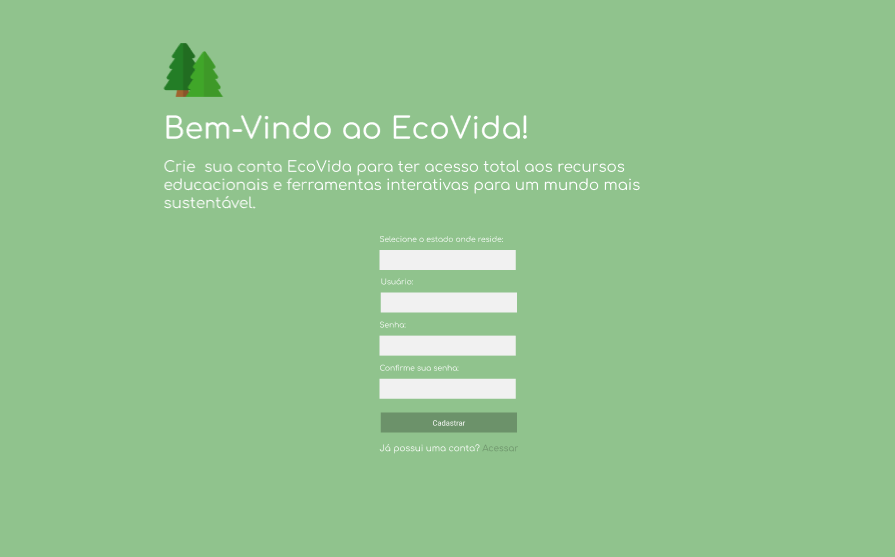 Bem-Vindo ao EcoVida!
Crie  sua conta EcoVida para ter acesso total aos recursos
educacionais e ferramentas interativas para um mundo mais
sustentável.
Selecione o estado onde reside:
Usuário:
Senha:
Confirme sua senha:
Cadastrar
Já possui uma conta? Acessar